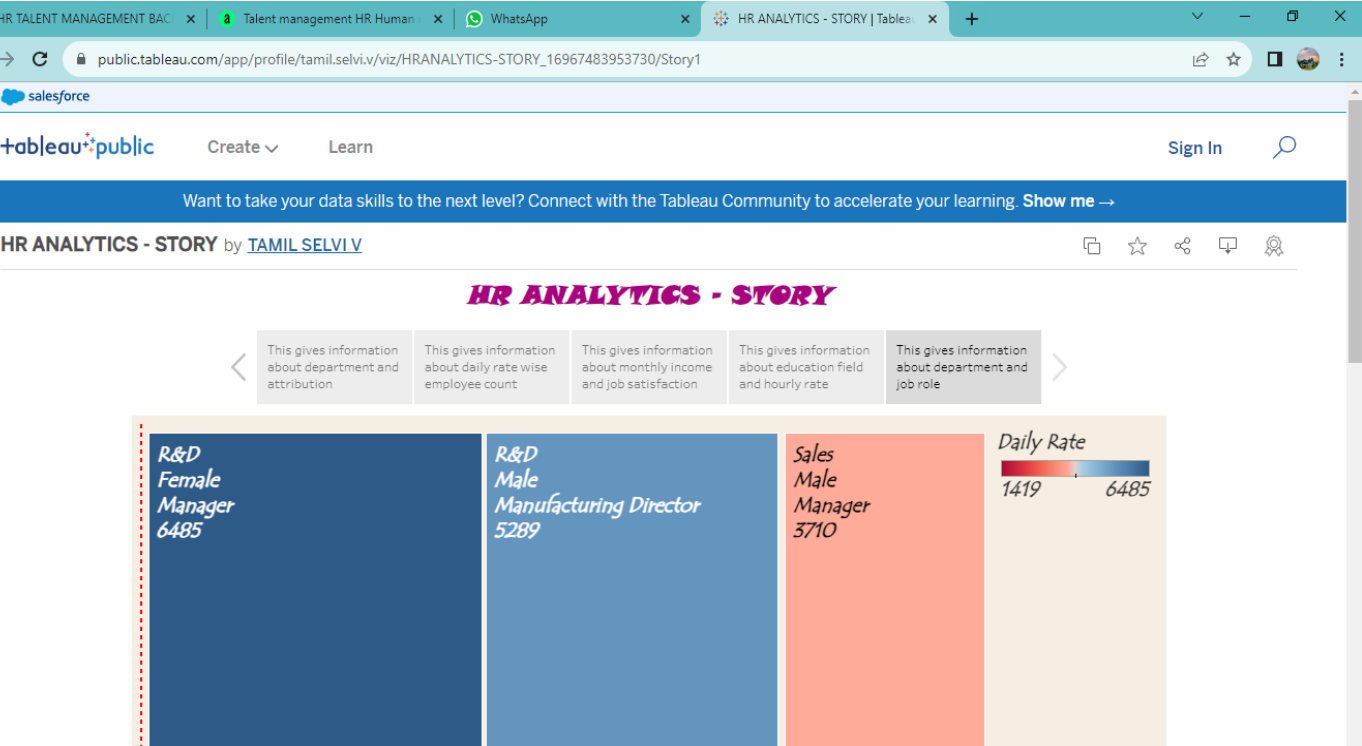 HR TALENT MANAGEMENT BAC
Talent management HR Human
WhatsApp
HR ANALYTICS - STORY | Tableau
public.tableau.com/app/profile/tamil.selvi.v/viz/HRANALYTICS-STORY_16967483953730/Story1
salesforce
+ableau public
Create
Learn
Sign In
Want to take your data skills to the next level? Connect with the Tableau Community to accelerate your learning. Show me →
HR ANALYTICS - STORY by TAMIL SELVI V
HR ANALYTICS - STORY
This gives information
about department and
attribution
This gives information
about daily rate wise
employee count
This gives information
about monthly income
and job satisfaction
This gives information
about education field
and hourly rate
This gives information
about department and
job role
R&D
Female
Manager
6485
R&D
Male
Manufacturing Director
5289
Sales
Male
Manager
3710
Daily Rate
1419 6485